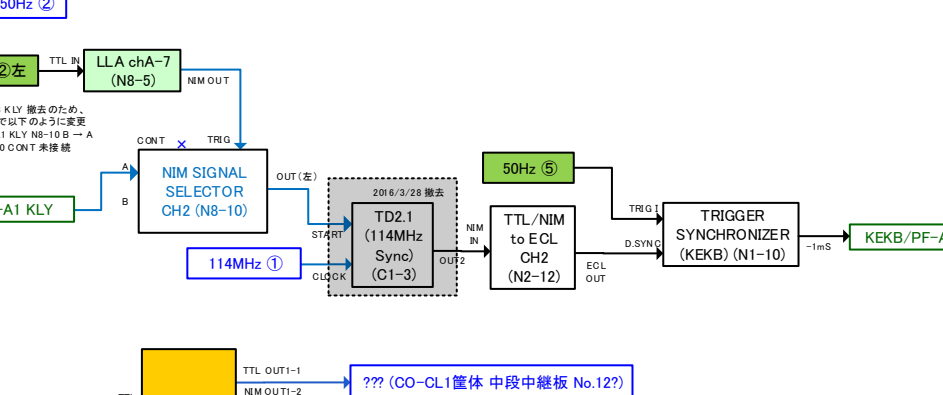 50Hz ②
②左
TTL IN
LLA chA-7
(N8-5)
NIM OUT
KLY 撤去のため、
で以下のように変更
1 KLY N8-10 B → A
0 CONT 未接続
CONT
×
TRIG
A
B
NIM SIGNAL
SELECTOR
CH2 (N8-10)
OUT(左)
-A1 KLY
114MHz ①
START
CLOCK
2016/3/28 撤去
TD2.1
(114MHz
Sync)
(C1-3)
OUT2
NIM
IN
TTL/NIM
to ECL
CH2
(N2-12)
ECL
OUT
50Hz ⑤
TRIG I
D.SYNC
TRIGGER
SYNCHRONIZER
(KEKB) (N1-10)
-1mS
KEKB/PF-A
TTL OUT1-1
NIM OUT1-2
??? (CO-CL1筐体 中段中継板 No.12?)